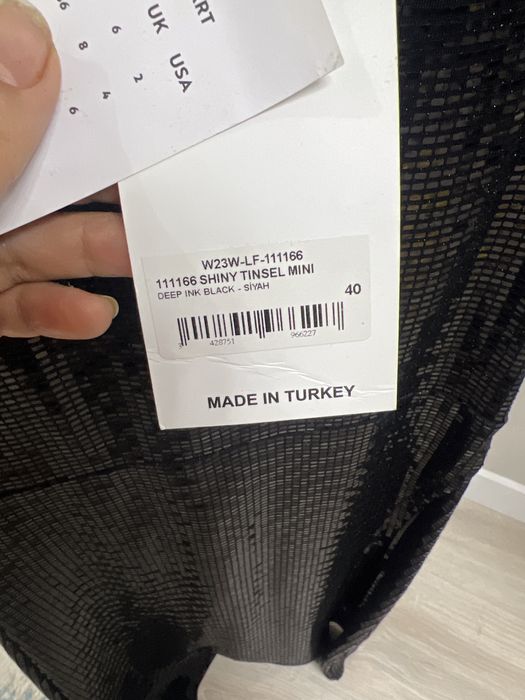 ART
UK USA
6 2
8 4
6
W23W-LF-111166
111166 SHINY TINSEL MINI
DEEP INK BLACK - SİYAH
40
428751 966227
MADE IN TURKEY